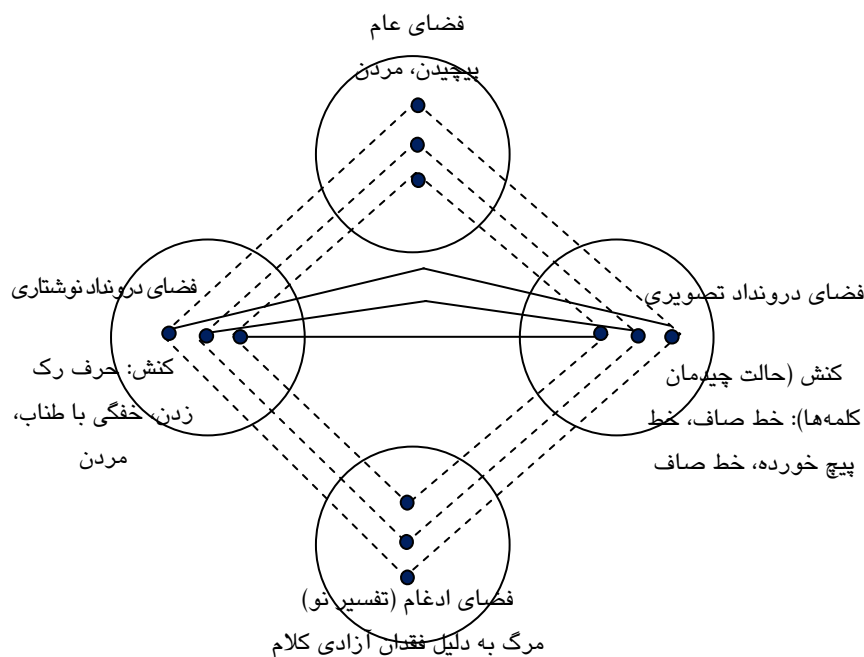 فضای عام
پیچیدن، مردن
فضای درونداد تصویری
کنش (حالت چیدمان
کلمه‌ها): خط صاف، خط
پیچ خورده، خط صاف
فضای دروندادنوشتاری
کنش: حرف رک
زدن، خفگی با طناب،
مردن
فضای ادغام (تفسیر نو)
مرگ به دلیل فقدان آزادی کلام